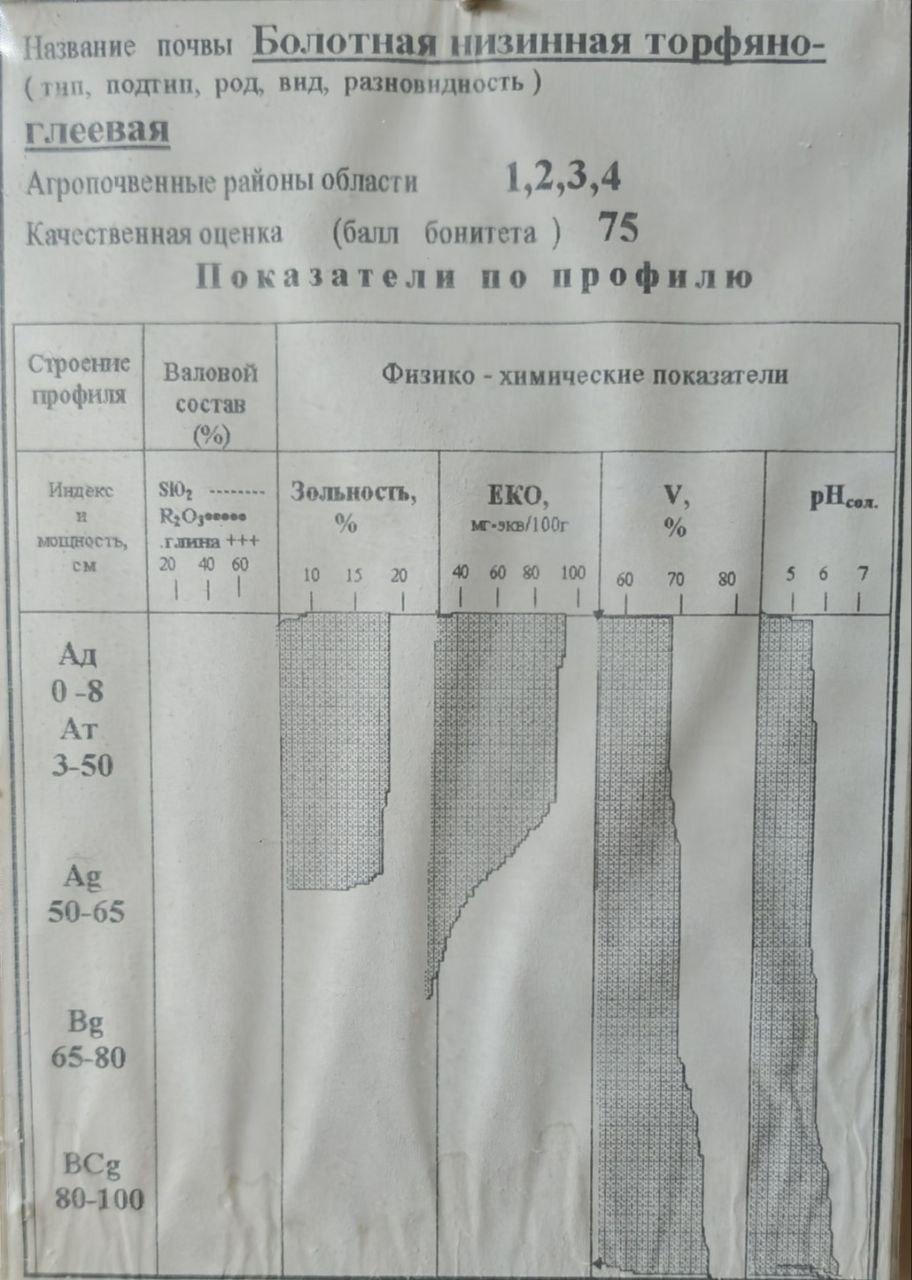 Название почвы Болотная низинная торфяно-
( тип, подтип, род, вид, разновидность )
глеевая
Агропочвенные районы области 1,2,3,4
Качественная оценка (балл бонитета ) 75
Показатели по профилю
Строение
профиля
Валовой
состав
(%)
Физико - химические показатели
Индекс
и
мощность,
см
SIO₂ --------
R₂O₃•••••
.глина +++
20 40 60
Зольность,
%
10 15 20
ЕКО,
мг-экв/100г
40 60 80 100
V,
%
60 70 80
pHсол.
5 6 7
Ад
0 -8
Ат
3-50
Ag
50-65
Bg
65-80
BCg
80-100